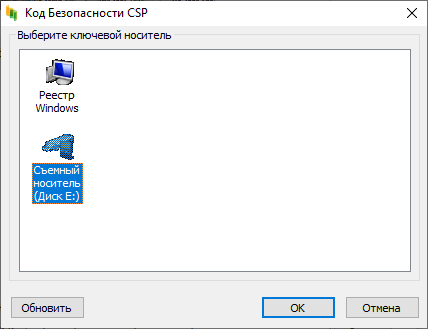 Код Безопасности CSP
Выберите ключевой носитель
Реестр
Windows
Съемный
носитель
(Диск E:)
Обновить
OK
Отмена